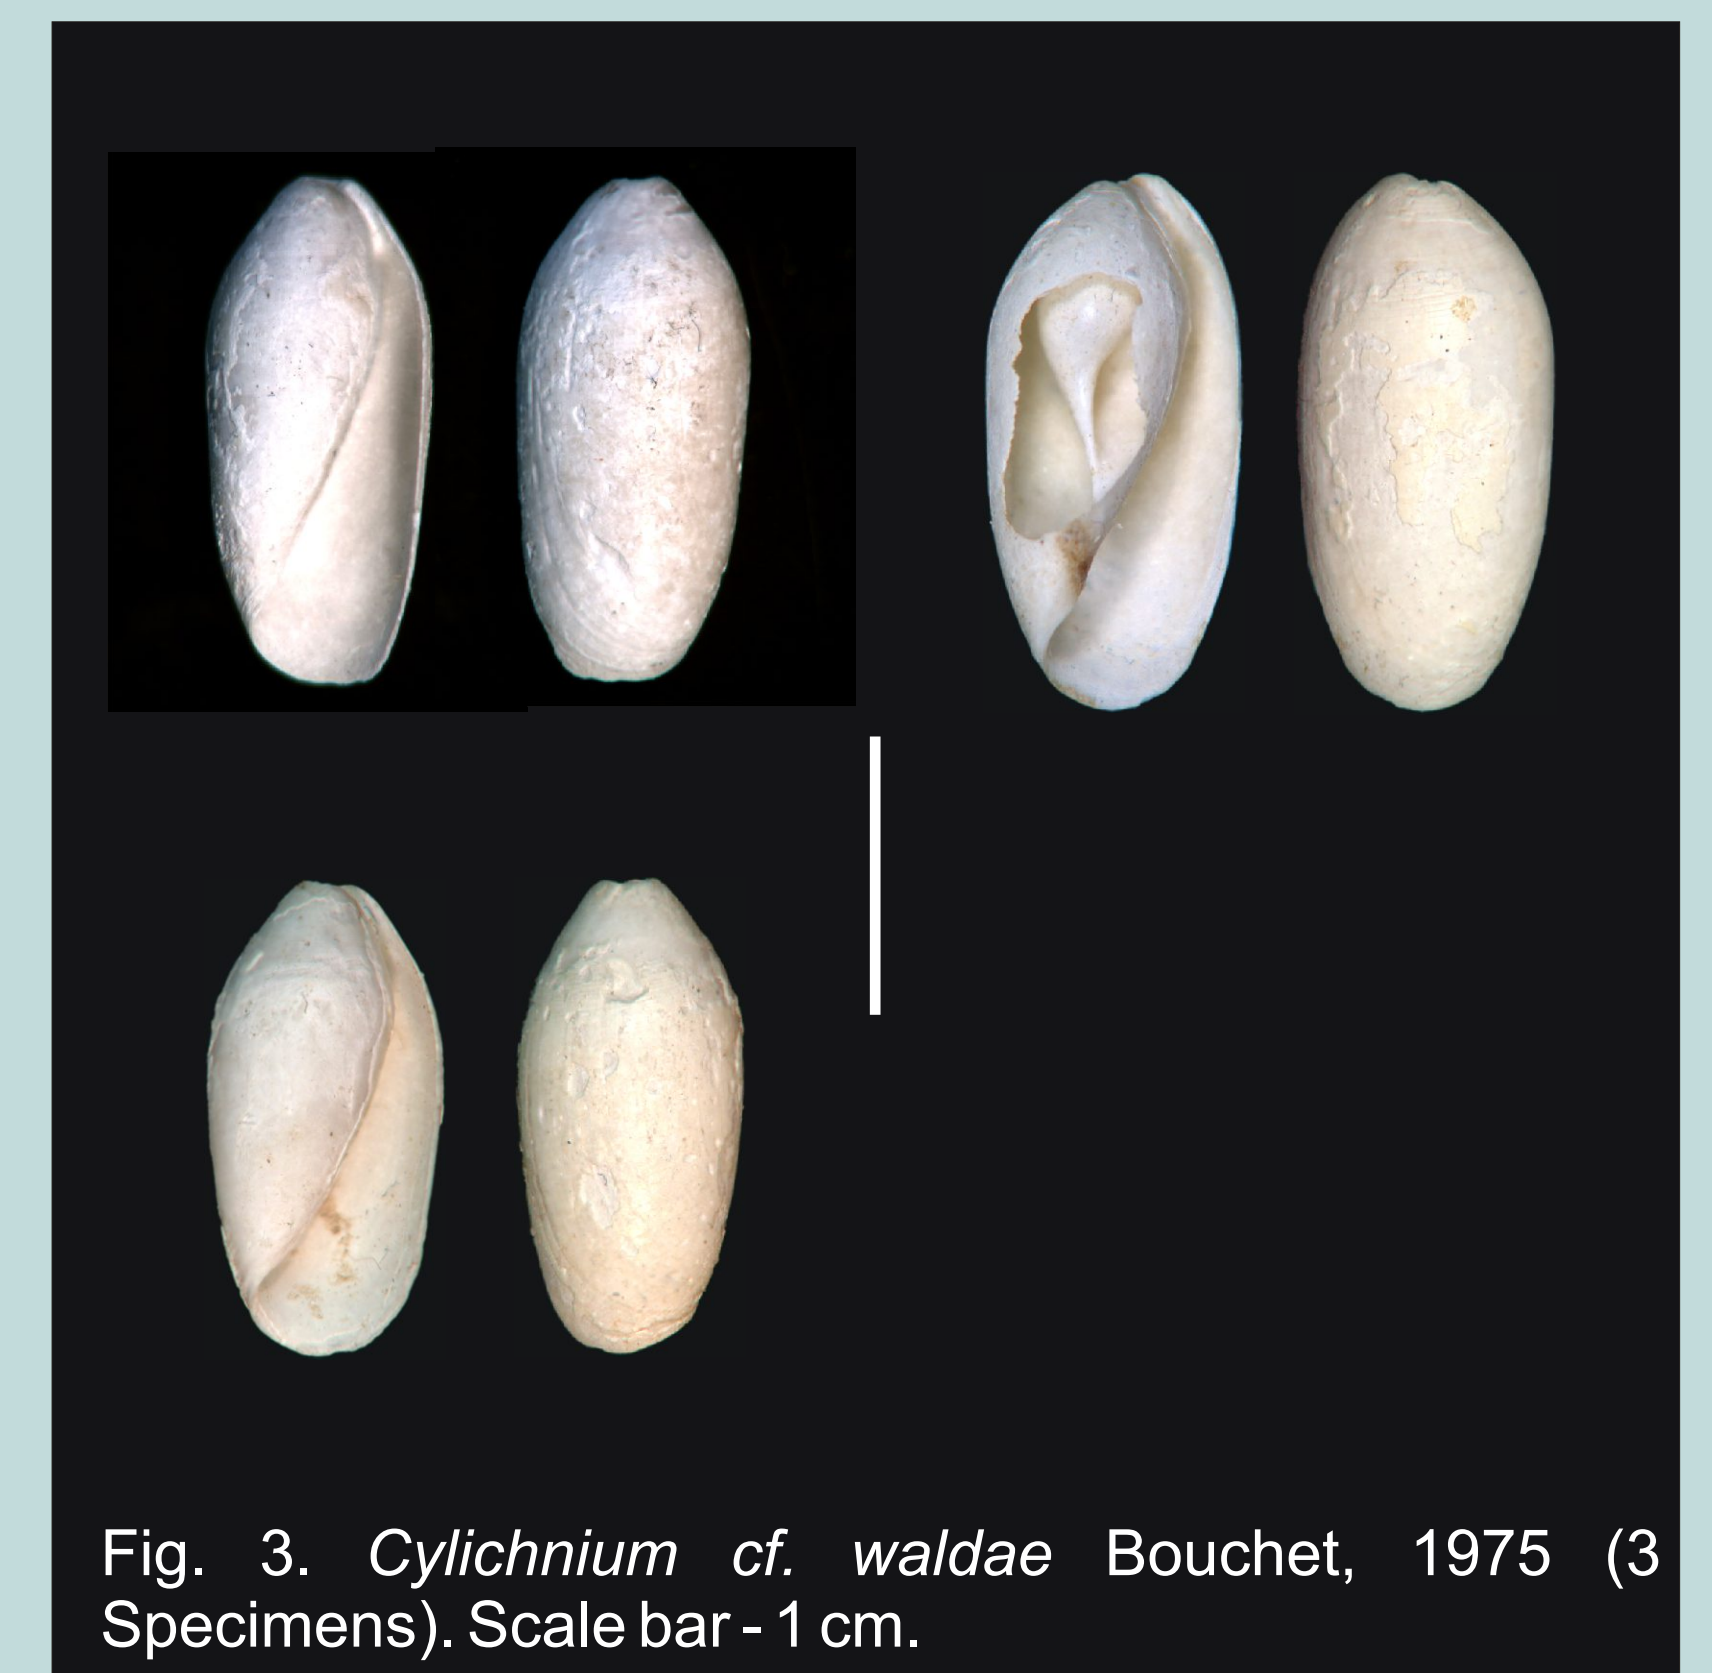 Fig. 3. Cylichnium cf. waldae Bouchet, 1975 (3
Specimens). Scale bar - 1 cm.